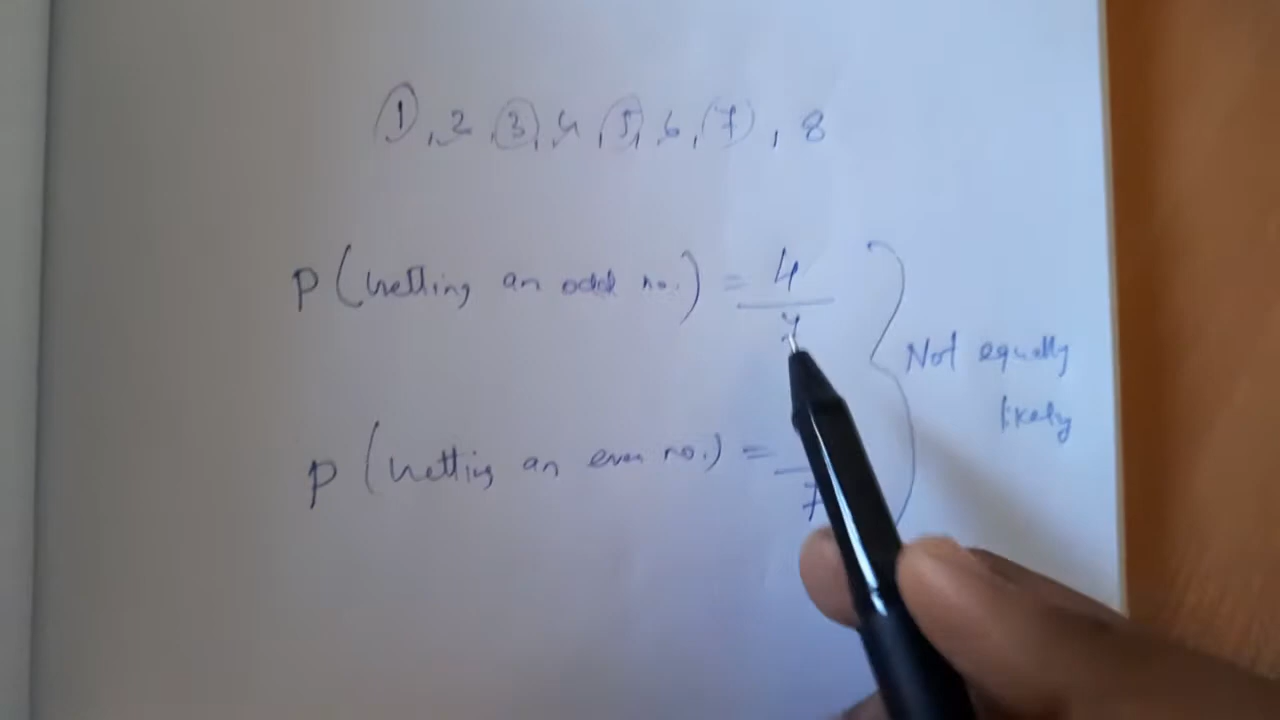 1, 2, 3, 4, 5, 6, 7, 8
P (Getting an odd no.) = 4
7
Not equally
likely
P (Getting an even no.) =
7